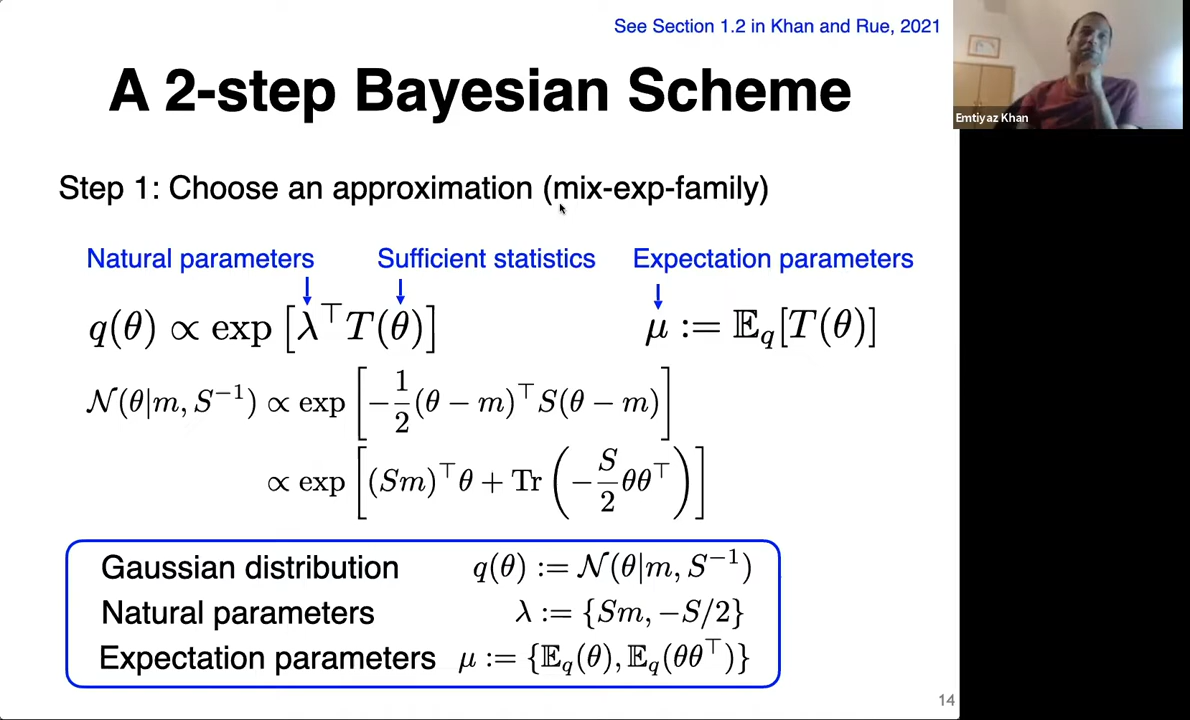 See Section 1.2 in Khan and Rue, 2021
A 2-step Bayesian Scheme
Emtiyaz Khan
Step 1: Choose an approximation (mix-exp-family)
Natural parameters Sufficient statistics Expectation parameters
q(θ) ∝ exp [λ⊤T(θ)] μ := 𝔼q[T(θ)]
𝒩(θ|m, S⁻¹) ∝ exp [−1/2(θ − m)⊤S(θ − m)]
∝ exp [(Sm)⊤θ + Tr (−S/2 θθ⊤)]
Gaussian distribution q(θ) := 𝒩(θ|m, S⁻¹)
Natural parameters λ := {Sm, −S/2}
Expectation parameters μ := {𝔼q(θ), 𝔼q(θθ⊤)}
14